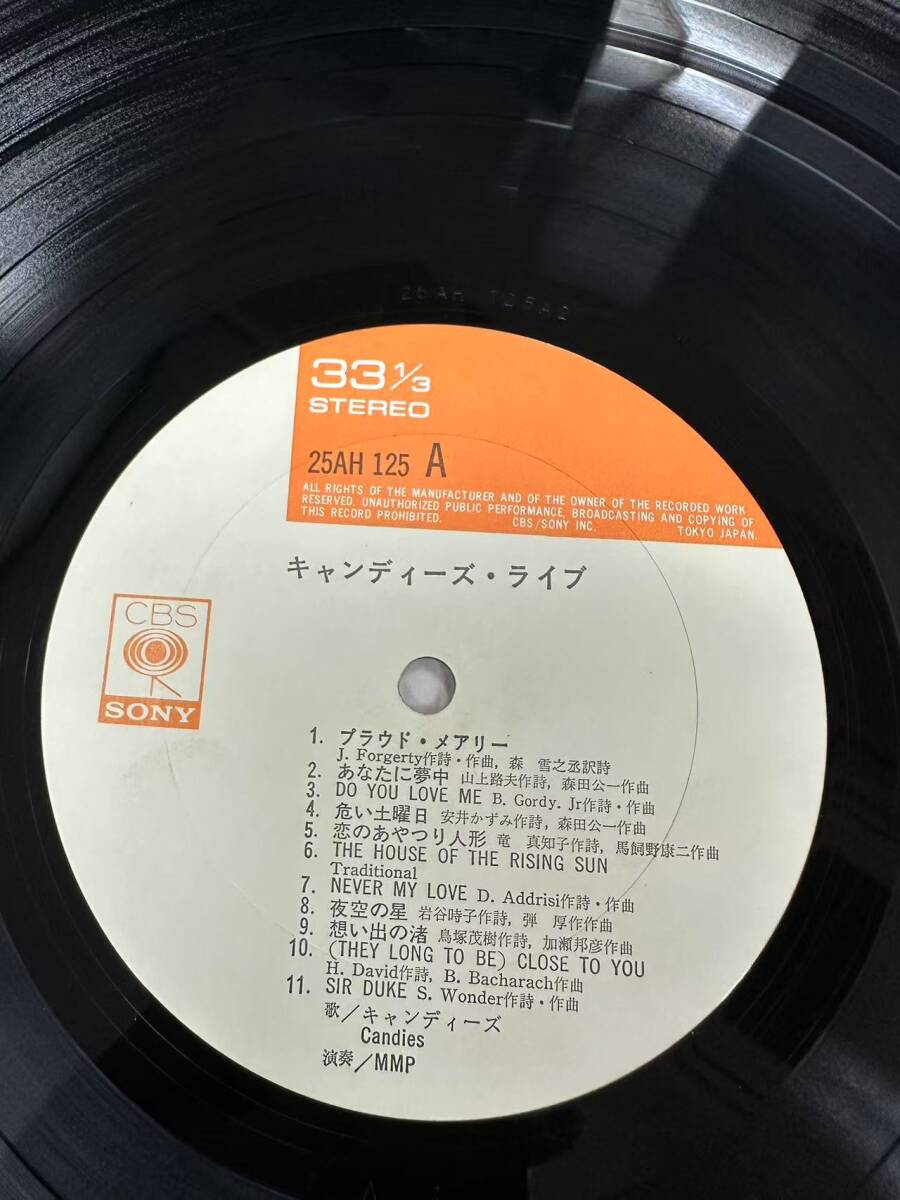 25AH 125A2
33 1/3
STEREO
25AH 125 A
ALL RIGHTS OF THE MANUFACTURER AND OF THE OWNER OF THE RECORDED WORK
RESERVED. UNAUTHORIZED PUBLIC PERFORMANCE, BROADCASTING AND COPYING OF
THIS RECORD PROHIBITED. CBS/SONY INC. TOKYO JAPAN.
キャンディーズ・ライブ
CBS
SONY
1. プラウド・メアリー
J. Forgerty作詩・作曲, 森 雪之丞訳詩
2. あなたに夢中 山上路夫作詩, 森田公一作曲
3. DO YOU LOVE ME B. Gordy. Jr作詩・作曲
4. 危い土曜日 安井かずみ作詩, 森田公一作曲
5. 恋のあやつり人形 竜 真知子作詩, 馬飼野康二作曲
6. THE HOUSE OF THE RISING SUN
Traditional
7. NEVER MY LOVE D. Addrisi作詩・作曲
8. 夜空の星 岩谷時子作詩, 弾 厚作作曲
9. 想い出の渚 鳥塚茂樹作詩, 加瀬邦彦作曲
10. (THEY LONG TO BE) CLOSE TO YOU
H. David作詩, B. Bacharach作曲
11. SIR DUKE S. Wonder作詩・作曲
歌/キャンディーズ
Candies
演奏/MMP